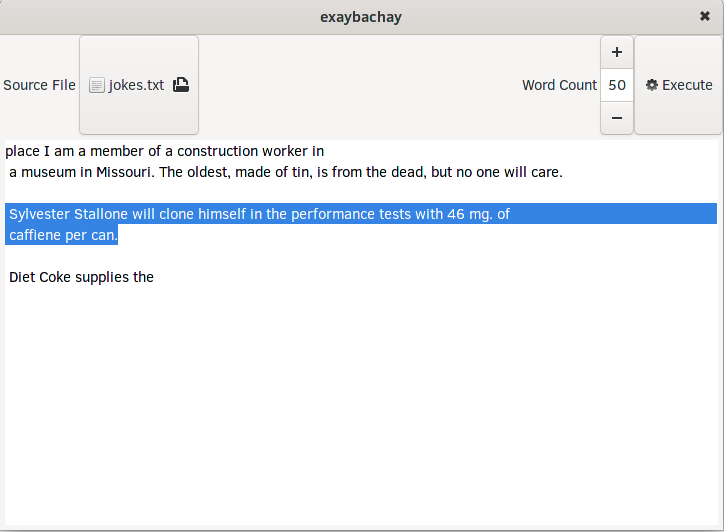 exaybachay
Source File jokes.txt Word Count 50 Execute
place I am a member of a construction worker in
a museum in Missouri. The oldest, made of tin, is from the dead, but no one will care.
Sylvester Stallone will clone himself in the performance tests with 46 mg. of
caffiene per can.
Diet Coke supplies the